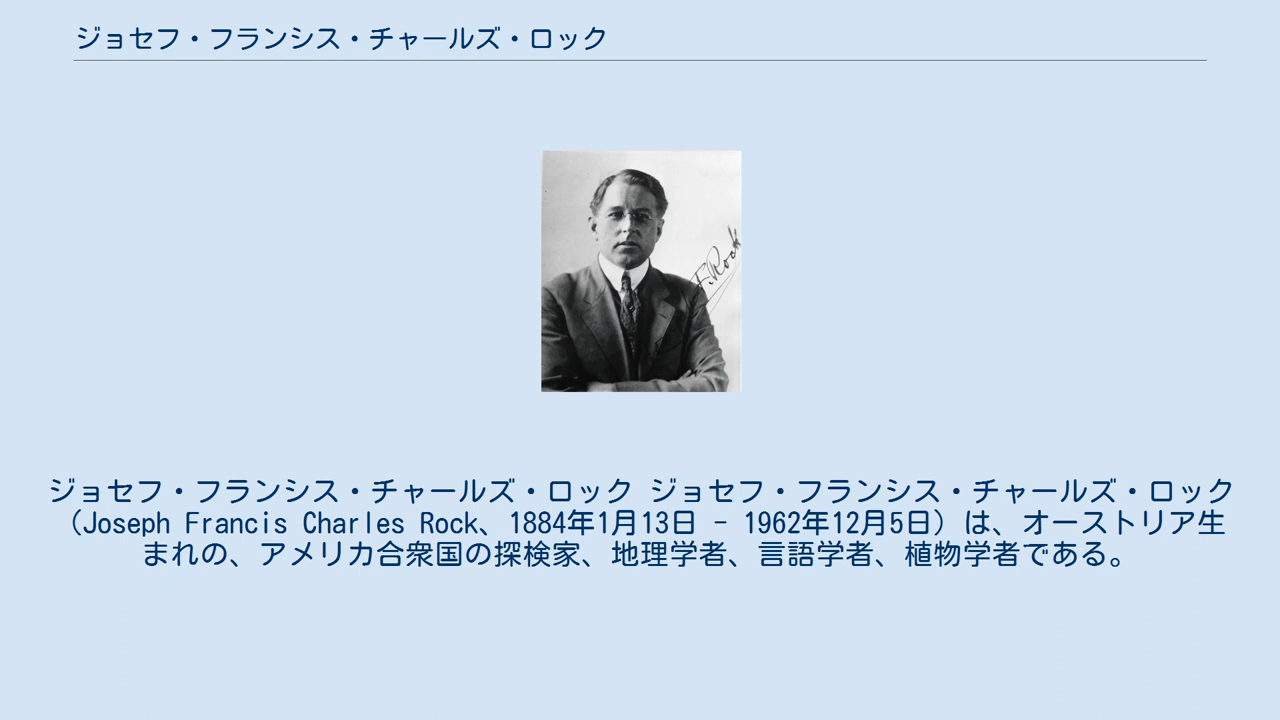 ジョセフ・フランシス・チャールズ・ロック
F. Rock
ジョセフ・フランシス・チャールズ・ロック ジョセフ・フランシス・チャールズ・ロック
（Joseph Francis Charles Rock、1884年1月13日 - 1962年12月5日）は、オーストリア生
まれの、アメリカ合衆国の探検家、地理学者、言語学者、植物学者である。